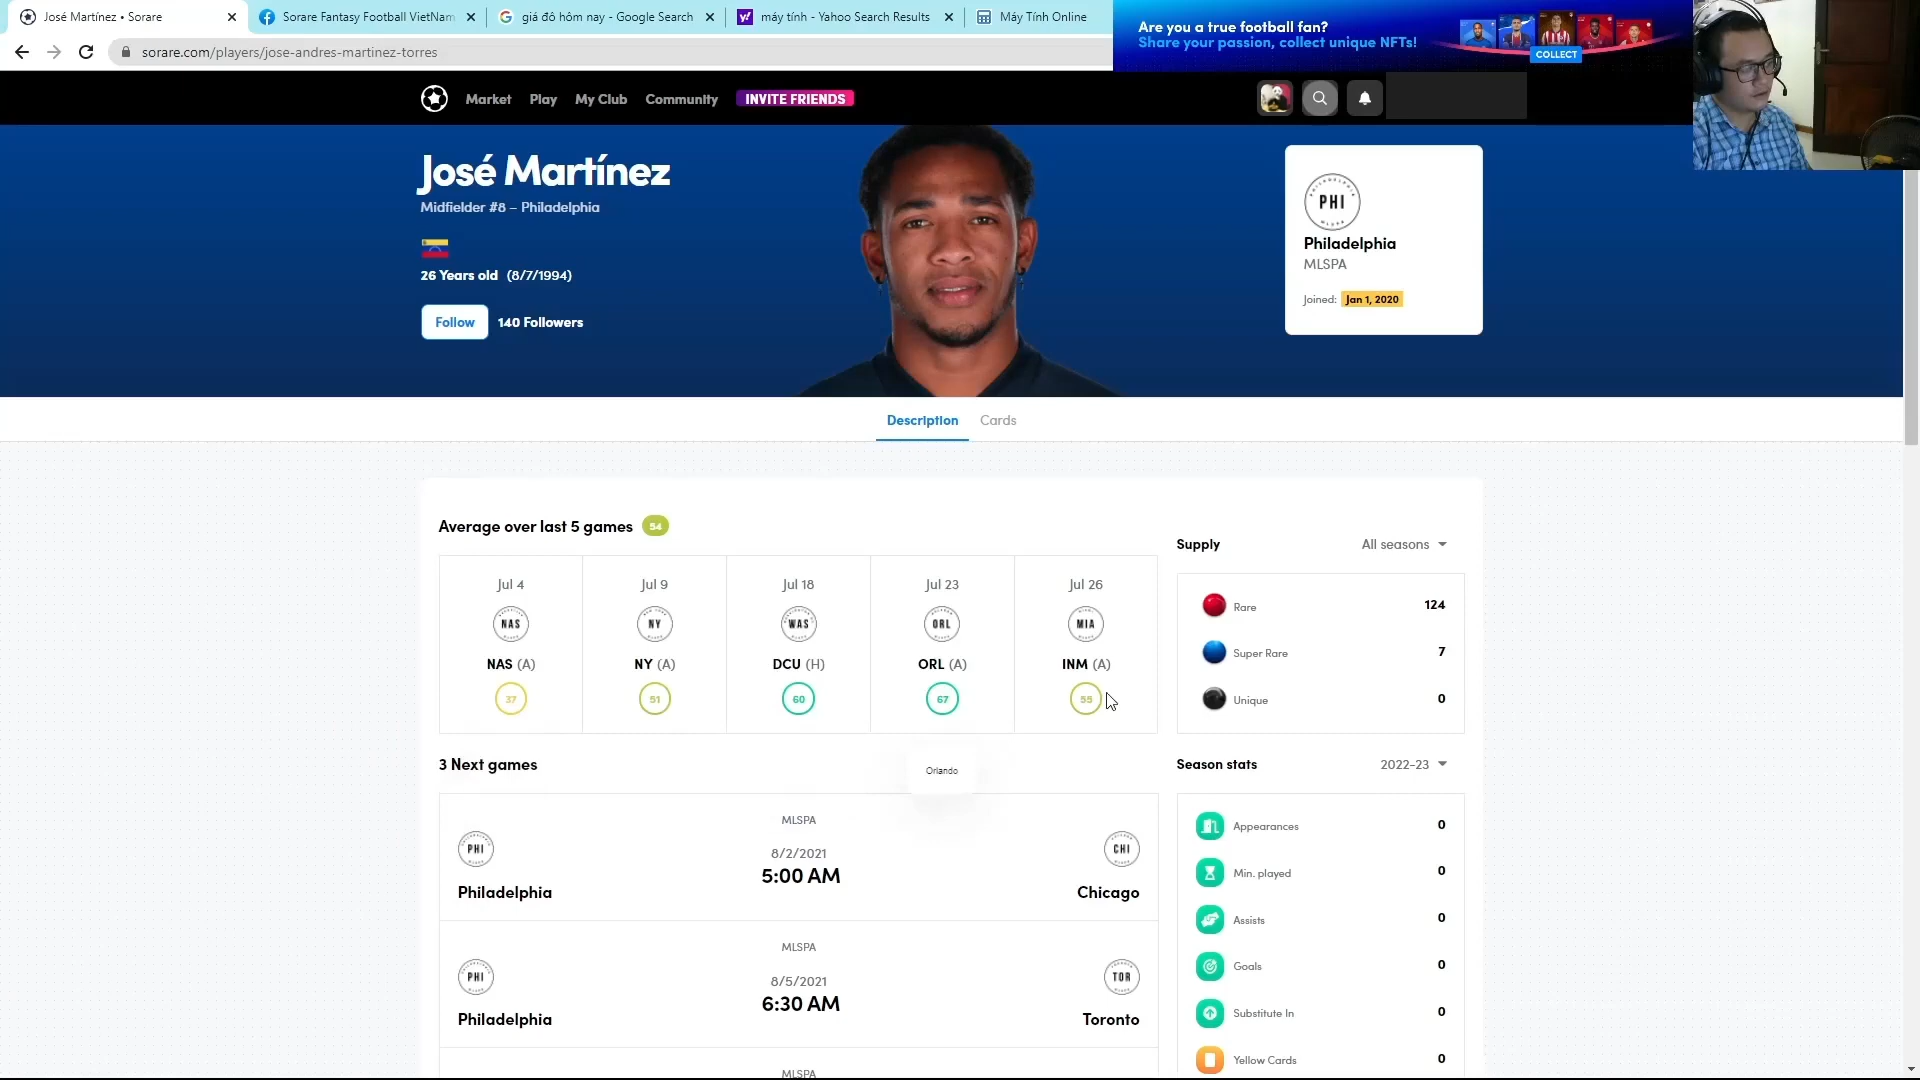 José Martínez • Sorare
Sorare Fantasy Football VietNam
giá đô hôm nay - Google Search
máy tính - Yahoo Search Results
Máy Tính Online
sorare.com/players/jose-andres-martinez-torres
Are you a true football fan?
Share your passion, collect unique NFTs!
COLLECT
Market
Play
My Club
Community
INVITE FRIENDS
José Martínez
Midfielder #8 – Philadelphia
26 Years old (8/7/1994)
Follow
140 Followers
PHI
Philadelphia
MLSPA
Joined: Jan 1, 2020
Description
Cards
Average over last 5 games 54
Jul 4
NAS
NAS (A)
37
Jul 9
NY
NY (A)
51
Jul 18
WAS
DCU (H)
60
Jul 23
ORL
ORL (A)
67
Jul 26
MIA
INM (A)
55
Supply
All seasons
Rare 124
Super Rare 7
Unique 0
3 Next games
Orlando
MLSPA
PHI
8/2/2021
CHI
5:00 AM
Philadelphia
Chicago
MLSPA
PHI
8/5/2021
TOR
6:30 AM
Philadelphia
Toronto
MLSPA
Season stats
2022-23
Appearances 0
Min. played 0
Assists 0
Goals 0
Substitute In 0
Yellow Cards 0